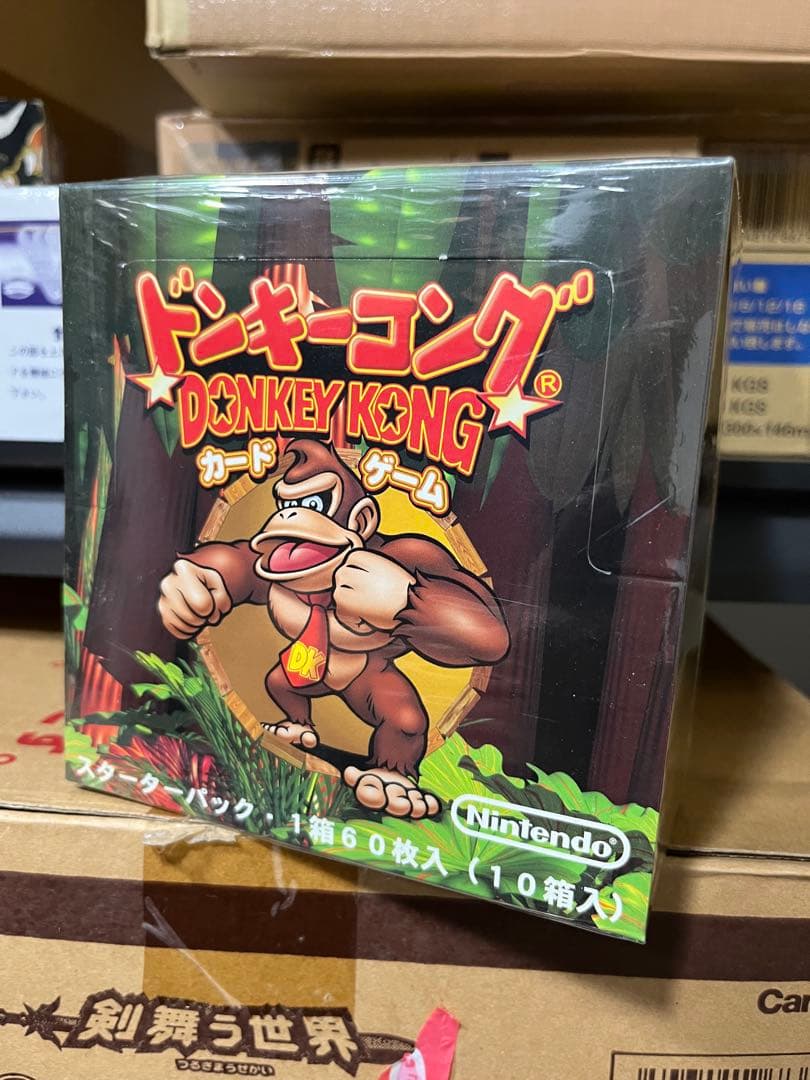 ドンキーコング®
DONKEY KONG
カード ゲーム
DK
スターターパック・1箱60枚入（10箱入）
Nintendo®
KGS
KGS
剣舞う世界
つるぎまうせかい